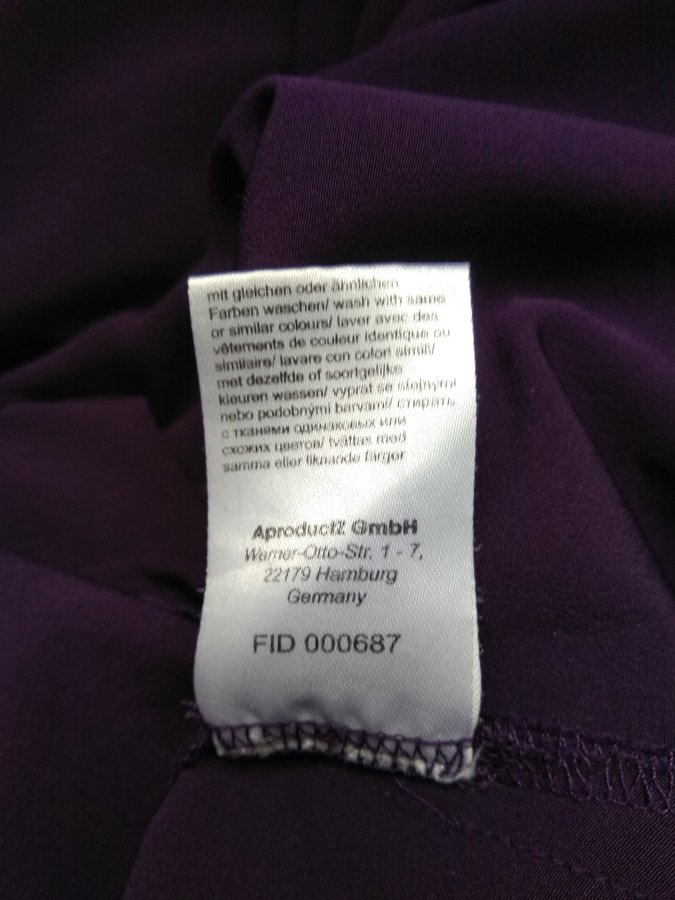 mit gleichen oder ähnlichen
Farben waschen/ wash with same
or similar colours/ laver avec des
vêtements de couleur identique ou
similaire/ lavare con colori simili/
met dezelfde of soortgelijke
kleuren wassen/ vyprat se stejnými
nebo podobnými barvami/ стирать
с тканями одинаковых или
схожих цветов/ tvättas med
samma eller liknande färger
AproductZ GmbH
Werner-Otto-Str. 1 - 7,
22179 Hamburg
Germany
FID 000687